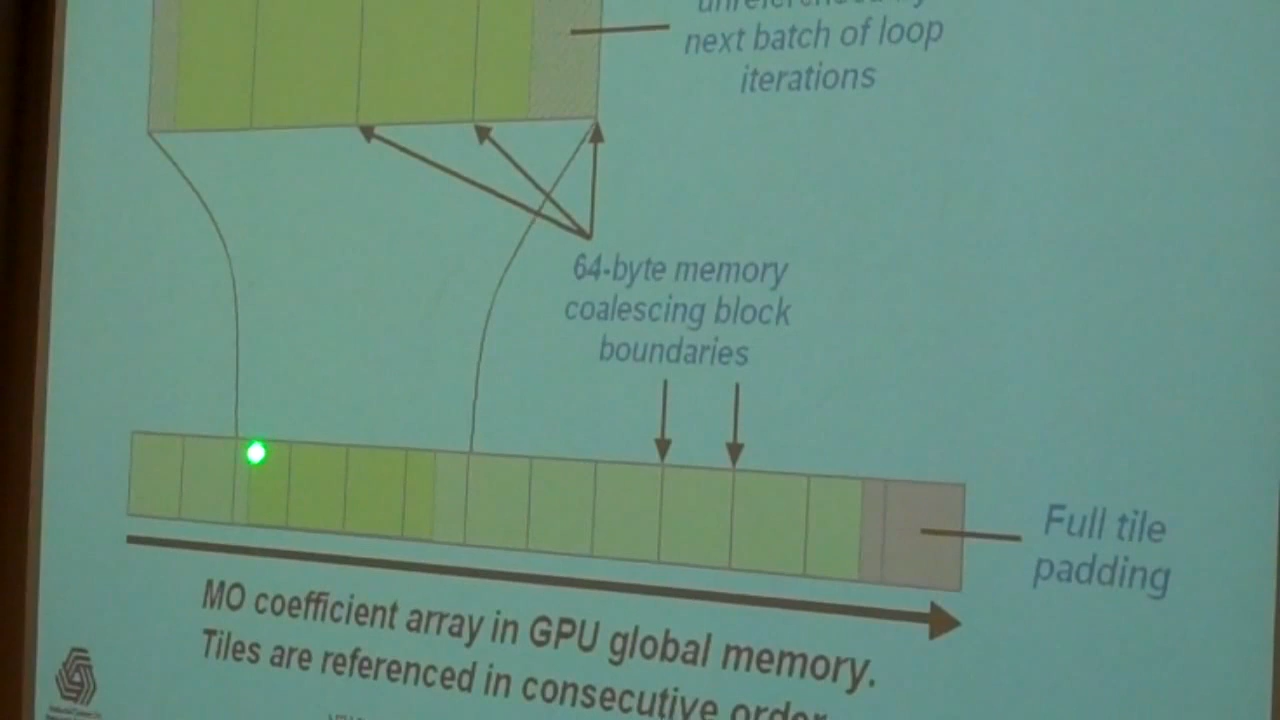 next batch of loop
iterations
64-byte memory
coalescing block
boundaries
Full tile
padding
MO coefficient array in GPU global memory.
Tiles are referenced in consecutive order